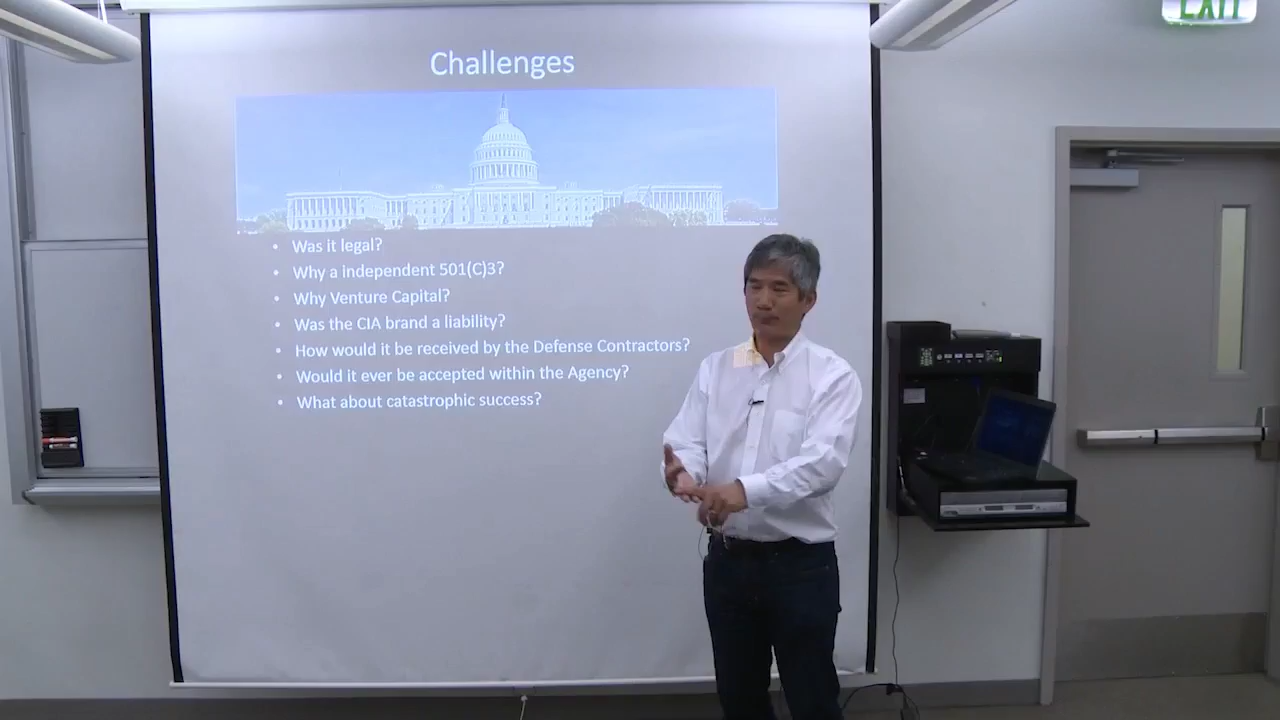 EXIT
Challenges
• Was it legal?
• Why a independent 501(C)3?
• Why Venture Capital?
• Was the CIA brand a liability?
• How would it be received by the Defense Contractors?
• Would it ever be accepted within the Agency?
• What about catastrophic success?